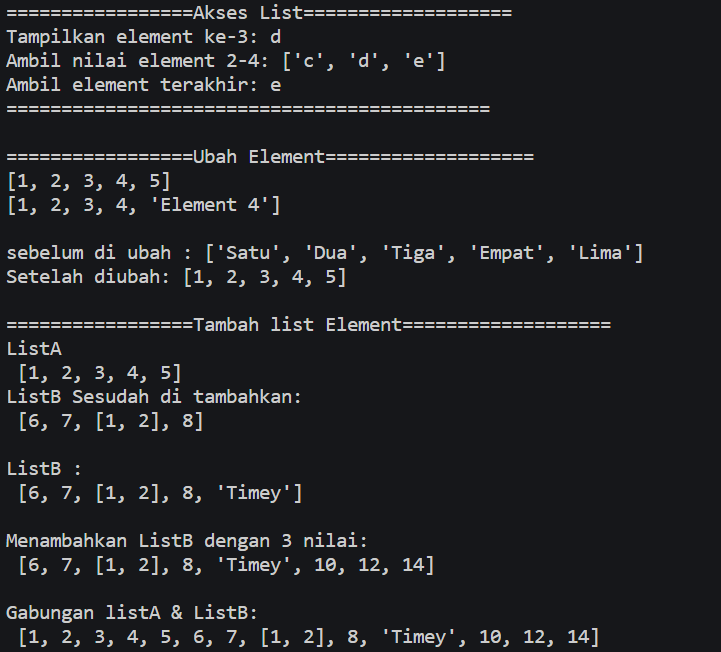 =================Akses List===================
Tampilkan element ke-3: d
Ambil nilai element 2-4: ['c', 'd', 'e']
Ambil element terakhir: e
============================================
=================Ubah Element===================
[1, 2, 3, 4, 5]
[1, 2, 3, 4, 'Element 4']
sebelum di ubah : ['Satu', 'Dua', 'Tiga', 'Empat', 'Lima']
Setelah diubah: [1, 2, 3, 4, 5]
=================Tambah list Element===================
ListA
 [1, 2, 3, 4, 5]
ListB Sesudah di tambahkan:
 [6, 7, [1, 2], 8]
ListB :
 [6, 7, [1, 2], 8, 'Timey']
Menambahkan ListB dengan 3 nilai:
 [6, 7, [1, 2], 8, 'Timey', 10, 12, 14]
Gabungan listA & ListB:
 [1, 2, 3, 4, 5, 6, 7, [1, 2], 8, 'Timey', 10, 12, 14]